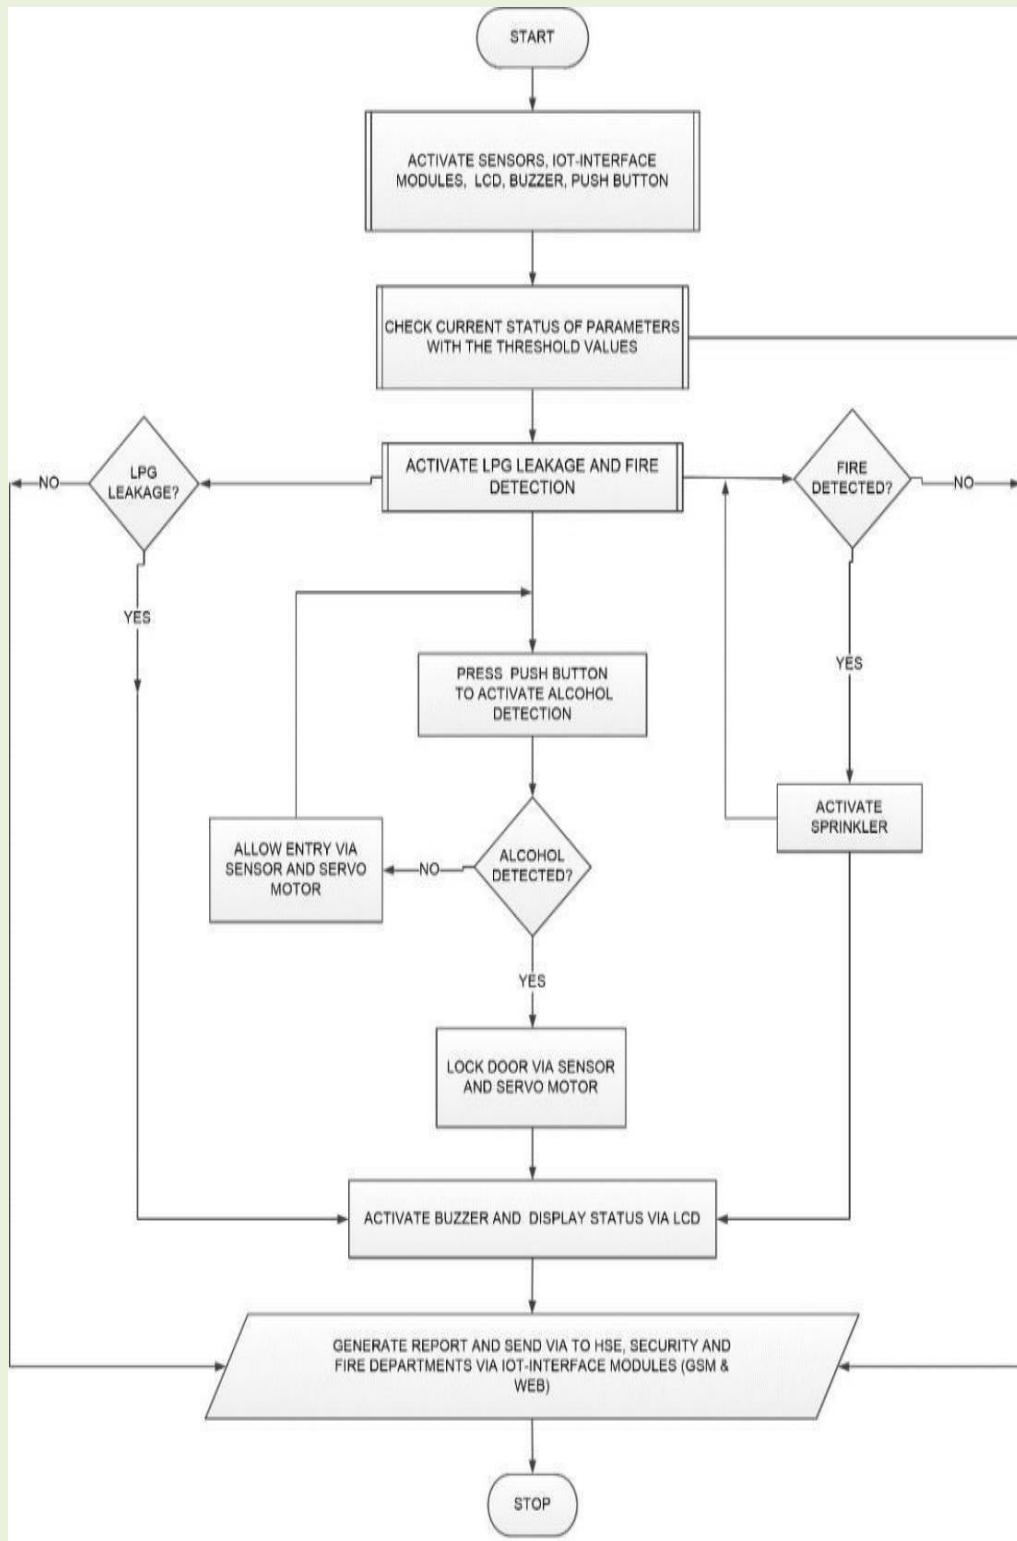 START
ACTIVATE SENSORS, IOT-INTERFACE
MODULES, LCD, BUZZER, PUSH BUTTON
CHECK CURRENT STATUS OF PARAMETERS
WITH THE THRESHOLD VALUES
NO
LPG
LEAKAGE?
ACTIVATE LPG LEAKAGE AND FIRE
DETECTION
FIRE
DETECTED?
NO
YES
YES
PRESS PUSH BUTTON
TO ACTIVATE ALCOHOL
DETECTION
ACTIVATE
SPRINKLER
ALLOW ENTRY VIA
SENSOR AND SERVO
MOTOR
NO
ALCOHOL
DETECTED?
YES
LOCK DOOR VIA SENSOR
AND SERVO MOTOR
ACTIVATE BUZZER AND DISPLAY STATUS VIA LCD
GENERATE REPORT AND SEND VIA TO HSE, SECURITY AND
FIRE DEPARTMENTS VIA IOT-INTERFACE MODULES (GSM &
WEB)
STOP